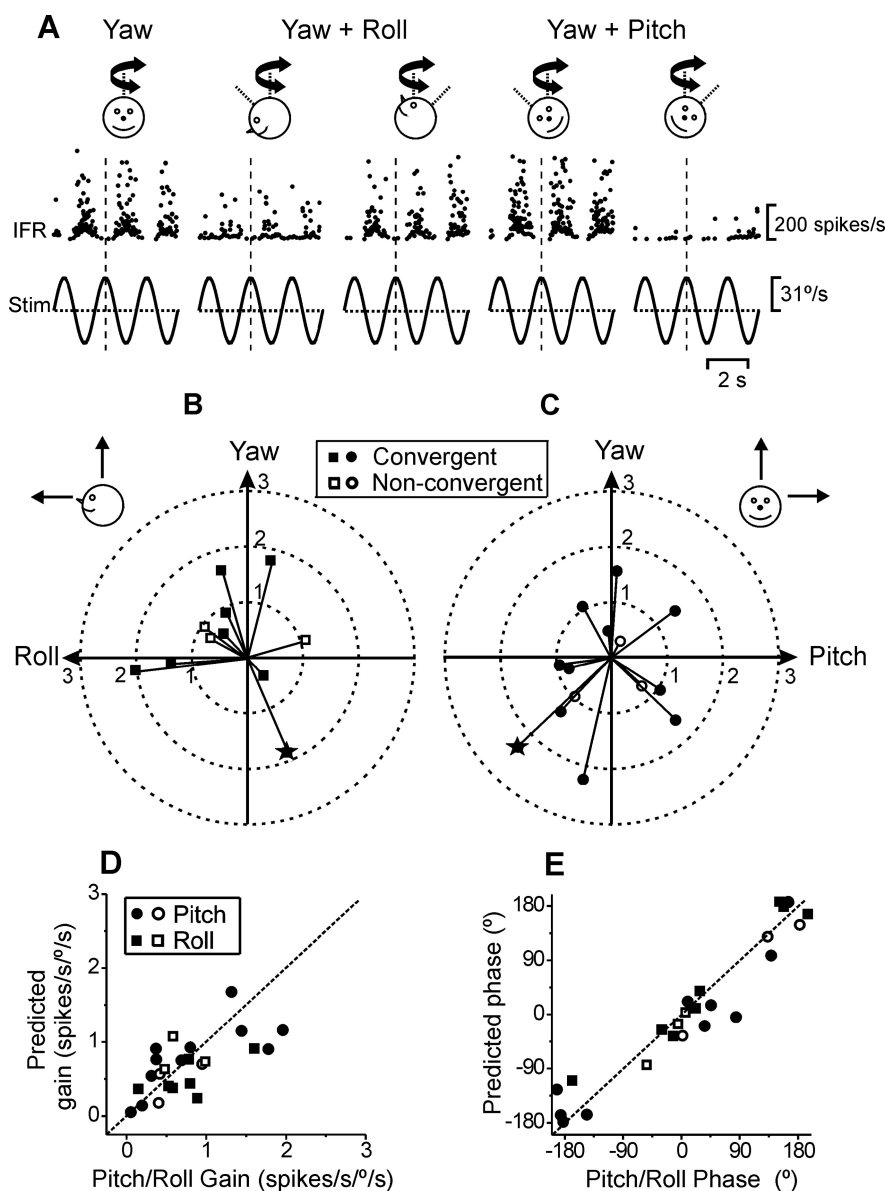 A
Yaw
Yaw + Roll
Yaw + Pitch
IFR
200 spikes/s
Stim
31º/s
2 s
B
C
Yaw
Yaw
Convergent
Non-convergent
3
2
1
3
2
1
Roll
3
2
1
1
2
3
Pitch
D
E
3
2
1
0
Pitch
Roll
Predicted
gain (spikes/s/º/s)
0
1
2
3
Pitch/Roll Gain (spikes/s/º/s)
180
90
0
-90
-180
Predicted phase (º)
-180
-90
0
90
180
Pitch/Roll Phase (º)